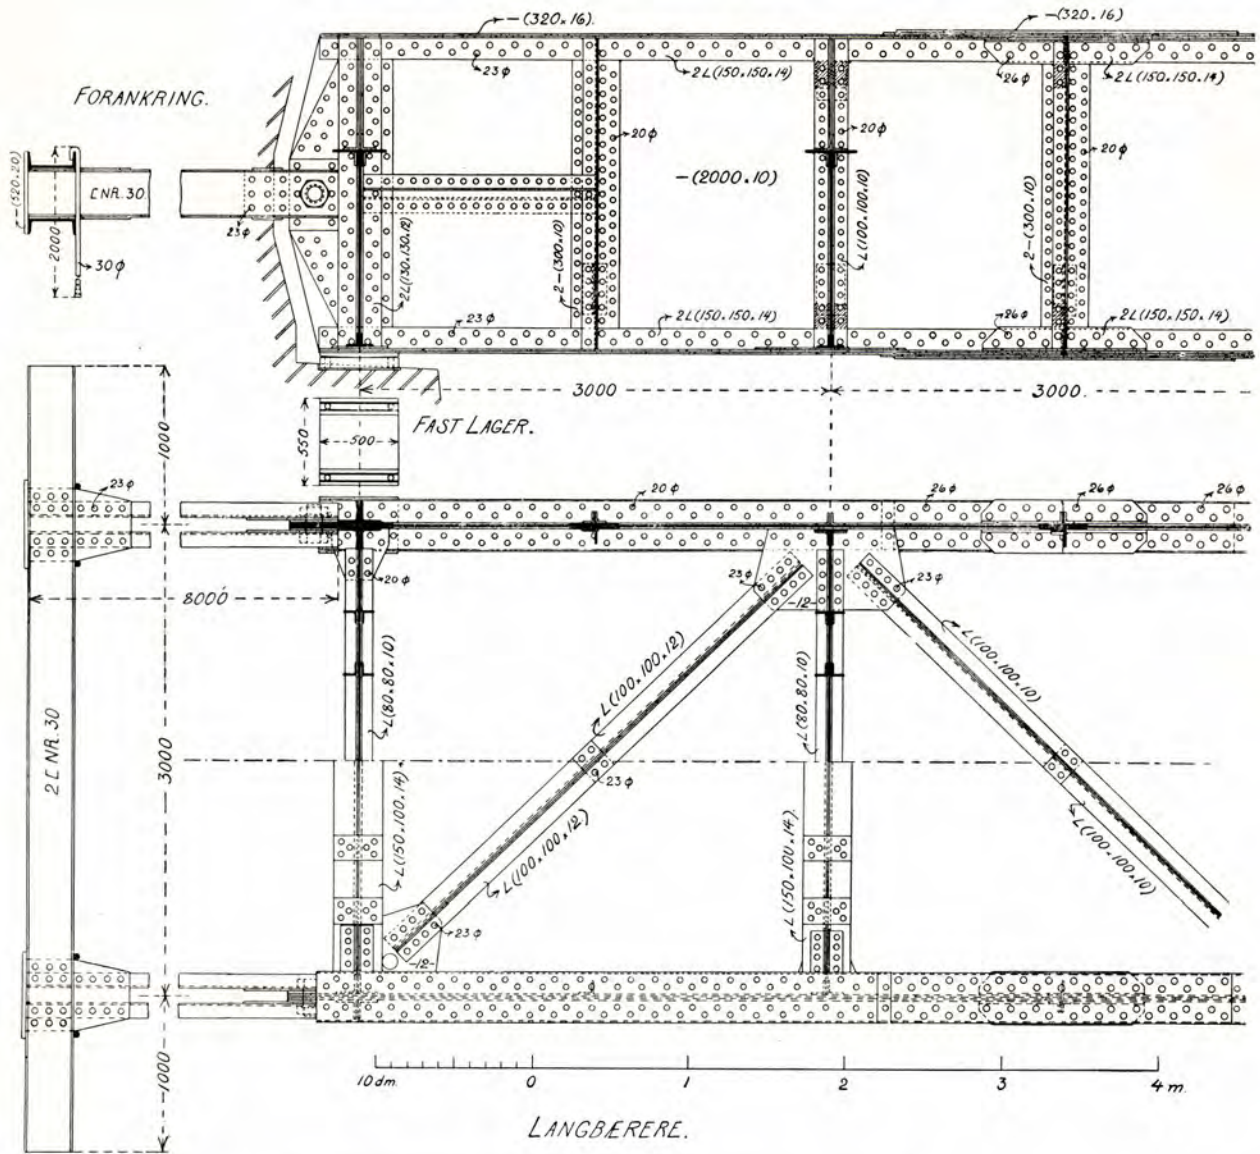 -(320×16).
-(320.16)
23φ
2L(150.150.14)
26φ
2L(150.150.14)
FORANKRING.
20φ
20φ
20φ
-(520.20)
C NR. 30
2000
30φ
23φ
2L(130.130.12)
2-(300.10)
-(2000.10)
L(100.100.10)
2-(300.10)
23φ
2L(150.150.14)
26φ
2L(150.150.14)
3000
3000.
1000
550
500
FAST LAGER.
23φ
20φ
26φ
26φ
26φ
20φ
8000
23φ
-12-
23φ
L(80.80.10)
L(100.100.12)
L(80.80.10)
L(100.100.10)
2 C NR. 30
3000
23φ
L(150.100.14)
L(100.100.12)
L(150.100.14)
L(100.100.10)
23φ
-12-
1000
10 dm. 0 1 2 3 4 m.
LANGBÆRERE.